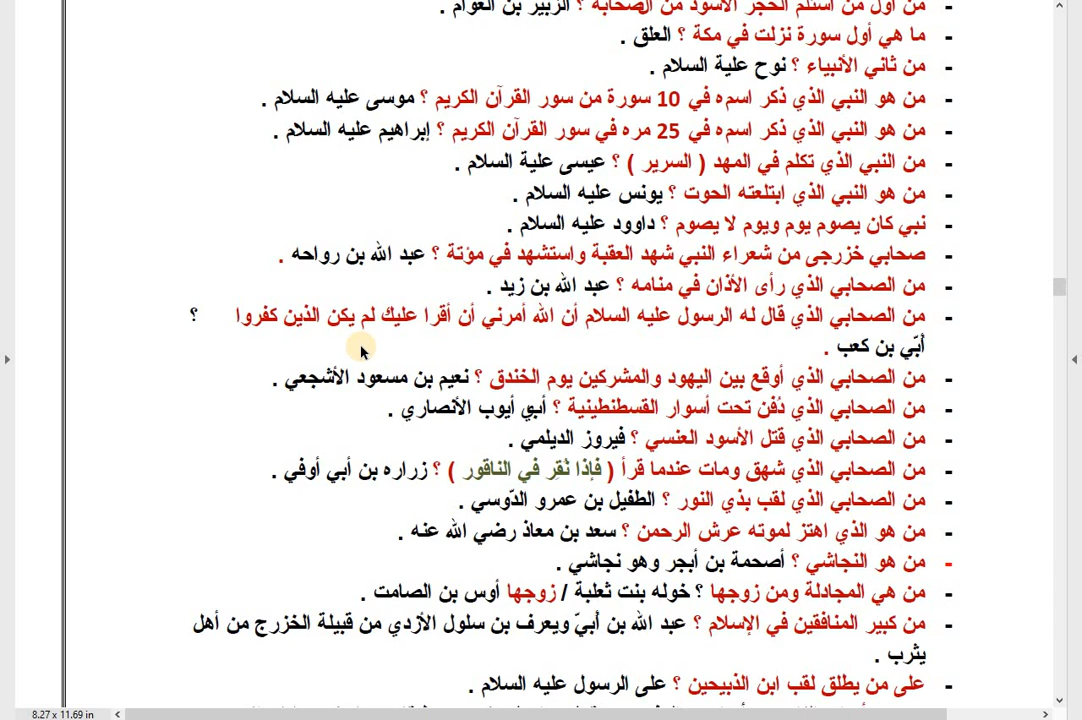 - من أول من استلم الحجر الأسود من الصحابة ؟ الزبير بن العوام .
- ما هي أول سورة نزلت في مكة ؟ العلق .
- من ثاني الأنبياء ؟ نوح علية السلام .
- من هو النبي الذي ذكر اسمه في 10 سورة من سور القرآن الكريم ؟ موسى عليه السلام .
- من هو النبي الذي ذكر اسمه في 25 مره في سور القرآن الكريم ؟ إبراهيم عليه السلام .
- من النبي الذي تكلم في المهد ( السرير ) ؟ عيسى علية السلام .
- من هو النبي الذي ابتلعته الحوت ؟ يونس عليه السلام .
- نبي كان يصوم يوم ويوم لا يصوم ؟ داوود عليه السلام .
- صحابي خزرجى من شعراء النبي شهد العقبة واستشهد في مؤتة ؟ عبد الله بن رواحه .
- من الصحابي الذي رأى الأذان في منامه ؟ عبد الله بن زيد .
- من الصحابي الذي قال له الرسول عليه السلام أن الله أمرني أن أقرا عليك لم يكن الذين كفروا ؟
أبّي بن كعب .
- من الصحابي الذي أوقع بين اليهود والمشركين يوم الخندق ؟ نعيم بن مسعود الأشجعي .
- من الصحابي الذي دُفن تحت أسوار القسطنطينية ؟ أبي أيوب الأنصاري .
- من الصحابي الذي قتل الأسود العنسي ؟ فيروز الديلمي .
- من الصحابي الذي شهق ومات عندما قرأ ( فإذا نُقِر في الناقور ) ؟ زراره بن أبي أوفي .
- من الصحابي الذي لقب بذي النور ؟ الطفيل بن عمرو الدّوسي .
- من هو الذي اهتز لموته عرش الرحمن ؟ سعد بن معاذ رضي الله عنه .
- من هو النجاشي ؟ أصحمة بن أبجر وهو نجاشي .
- من هي المجادلة ومن زوجها ؟ خوله بنت ثعلبة / زوجها أوس بن الصامت .
- من كبير المنافقين في الإسلام ؟ عبد الله بن أُبيّ ويعرف بن سلول الأزدي من قبيلة الخزرج من أهل
يثرب .
- على من يطلق لقب ابن الذبيحين ؟ على الرسول عليه السلام .
8.27 x 11.69 in